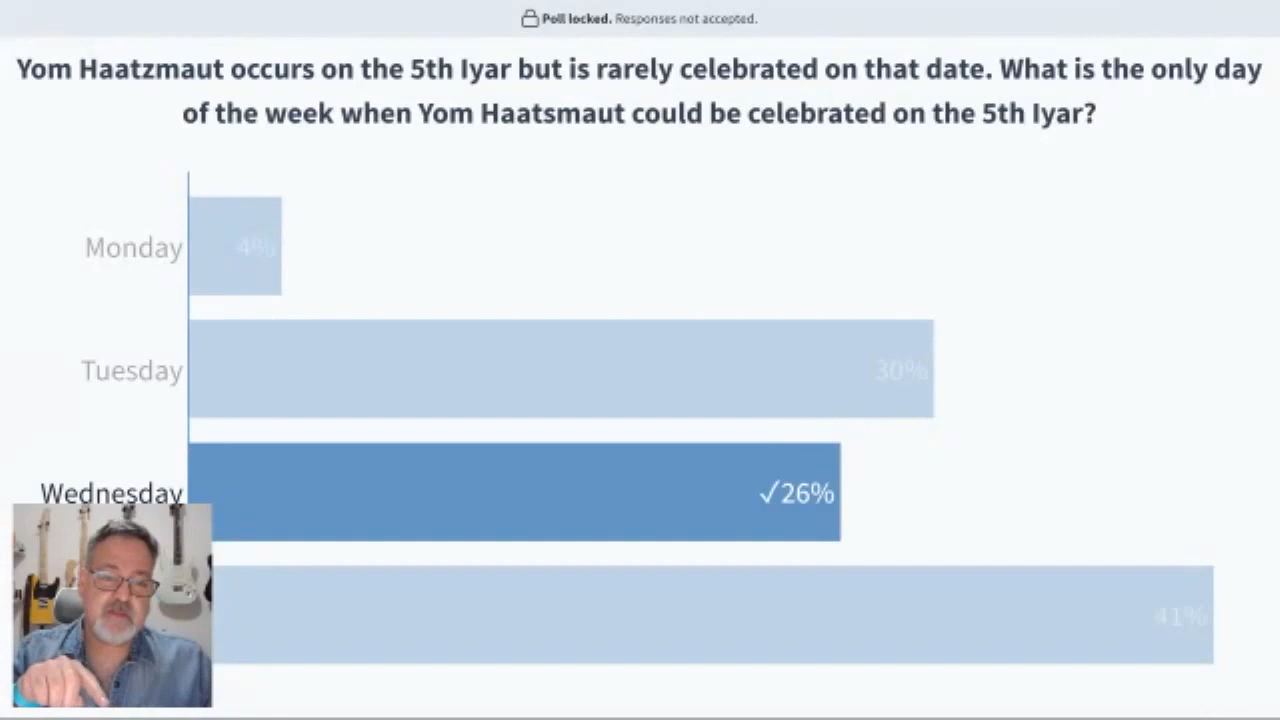 Poll locked. Responses not accepted.
Yom Haatzmaut occurs on the 5th Iyar but is rarely celebrated on that date. What is the only day
of the week when Yom Haatsmaut could be celebrated on the 5th Iyar?
Monday
4%
Tuesday
30%
Wednesday
✓26%
41%